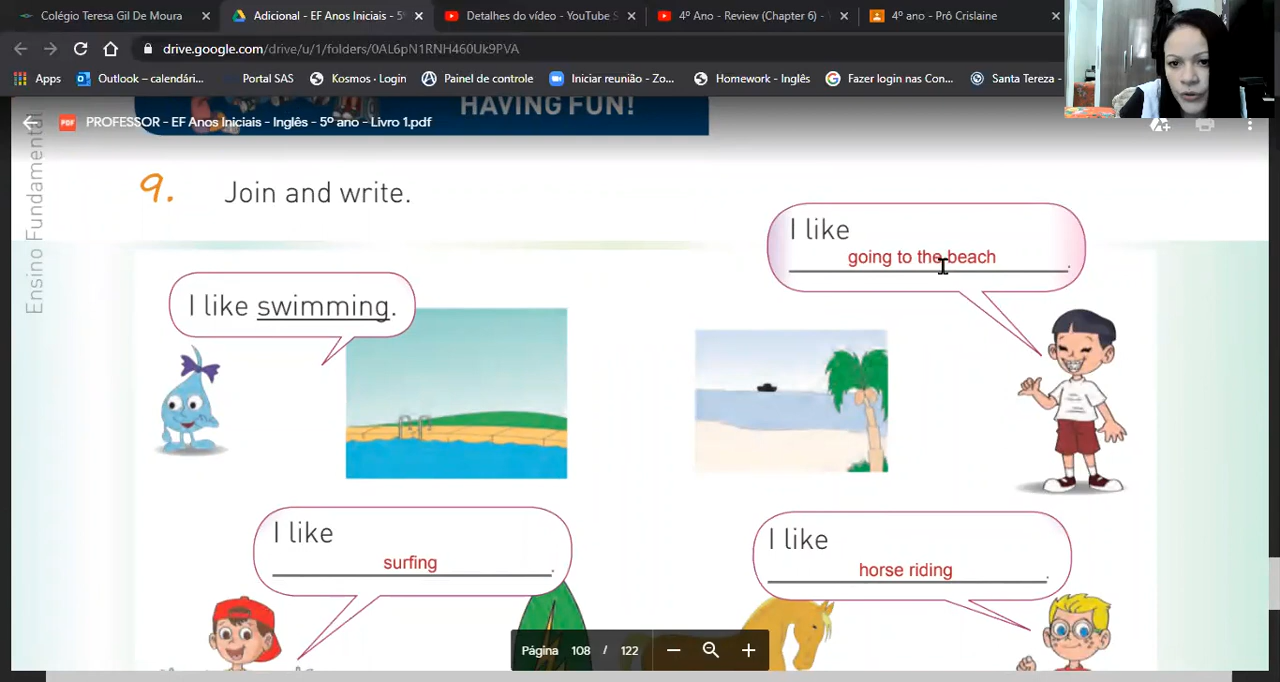 Colégio Teresa Gil De Moura
Adicional - EF Anos Iniciais - 5º
Detalhes do vídeo - YouTube S
4º Ano - Review (Chapter 6) -
4º ano - Pró Crislaine
drive.google.com/drive/u/1/folders/0AL6pN1RNH460Uk9PVA
Apps
Outlook – calendári...
Portal SAS
Kosmos · Login
Painel de controle
Iniciar reunião - Zo...
Homework - Inglês
Fazer login nas Con...
Santa Tereza -
HAVING FUN!
PROFESSOR - EF Anos Iniciais - Inglês - 5º ano - Livro 1.pdf
Ensino Fundamental
9. Join and write.
I like
going to the beach.
I like swimming.
I like
surfing.
I like
horse riding.
Página 108 / 122